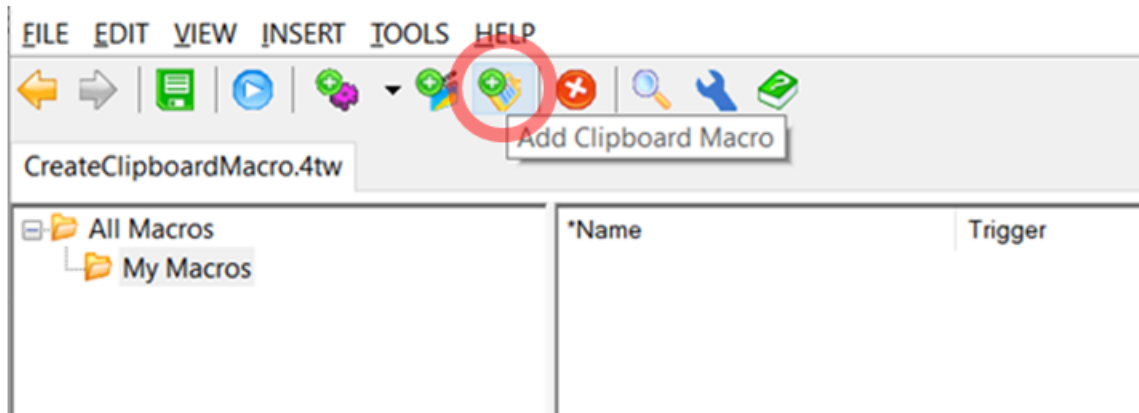 FILE EDIT VIEW INSERT TOOLS HELP
Add Clipboard Macro
CreateClipboardMacro.4tw
All Macros
My Macros
*Name Trigger